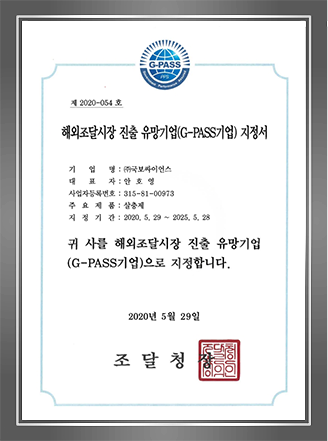 G-PASS
PPS
제 2020-054 호
해외조달시장 진출 유망기업(G-PASS기업) 지정서
기 업 명 : ㈜국보싸이언스
대 표 자 : 안 호 영
사업자등록번호 : 315-81-00973
주 요 제 품 : 살충제
지 정 기 간 : 2020. 5. 29 ~ 2025. 5. 28
귀 사를 해외조달시장 진출 유망기업
(G-PASS기업)으로 지정합니다.
2020년 5월 29일
조 달 청 장